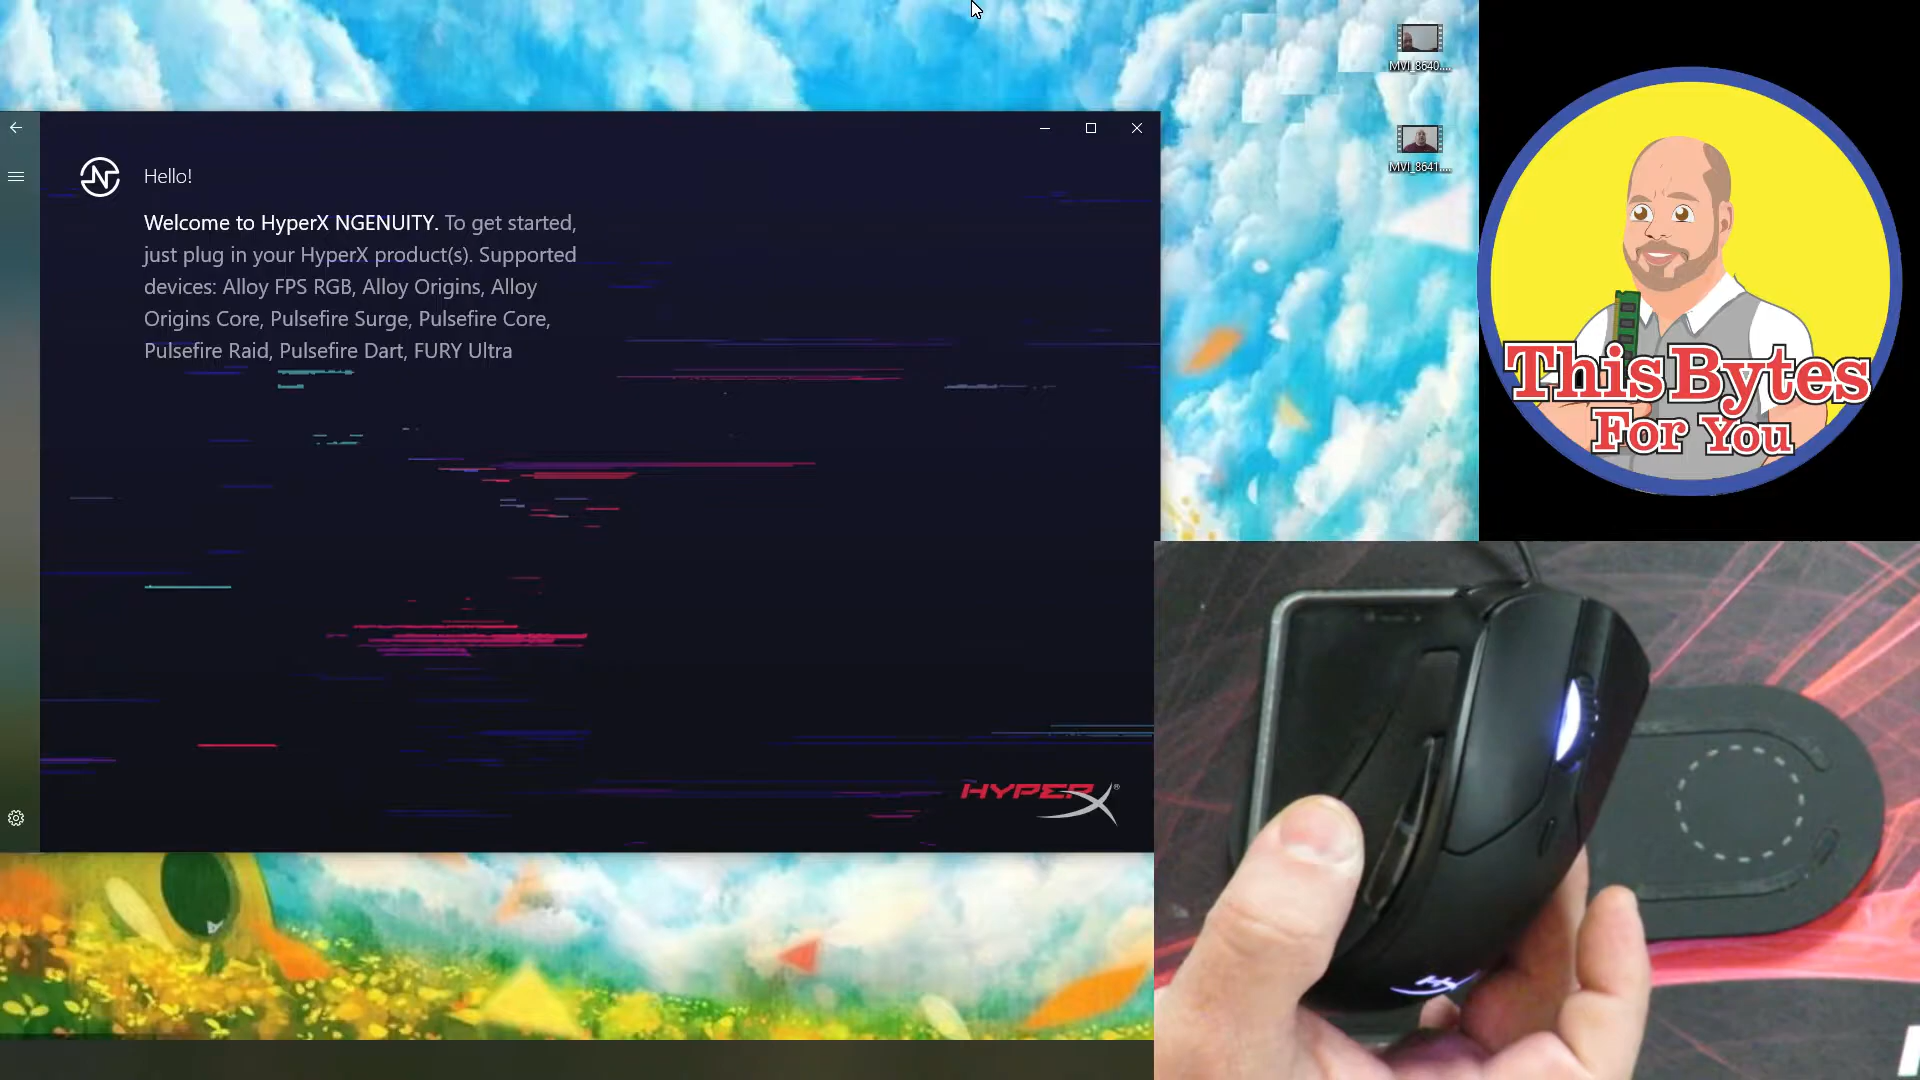 MVI_8640....
MVI_8641....
Hello!
Welcome to HyperX NGENUITY. To get started,
just plug in your HyperX product(s). Supported
devices: Alloy FPS RGB, Alloy Origins, Alloy
Origins Core, Pulsefire Surge, Pulsefire Core,
Pulsefire Raid, Pulsefire Dart, FURY Ultra
HYPERX®
This Bytes
For You
HX